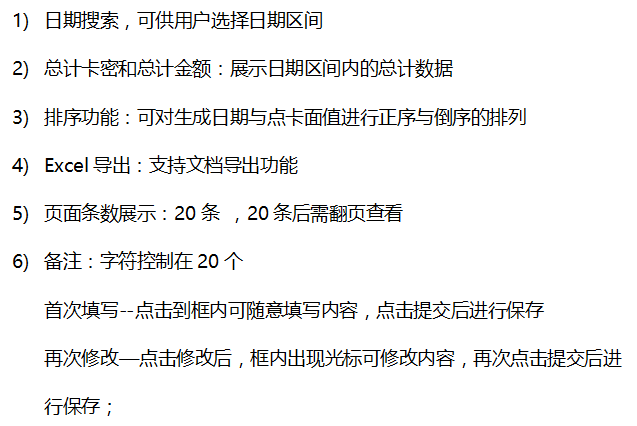 1) 日期搜索，可供用户选择日期区间
2) 总计卡密和总计金额：展示日期区间内的总计数据
3) 排序功能：可对生成日期与点卡面值进行正序与倒序的排列
4) Excel 导出：支持文档导出功能
5) 页面条数展示：20 条 ，20 条后需翻页查看
6) 备注：字符控制在 20 个
首次填写--点击到框内可随意填写内容，点击提交后进行保存
再次修改—点击修改后，框内出现光标可修改内容，再次点击提交后进
行保存；